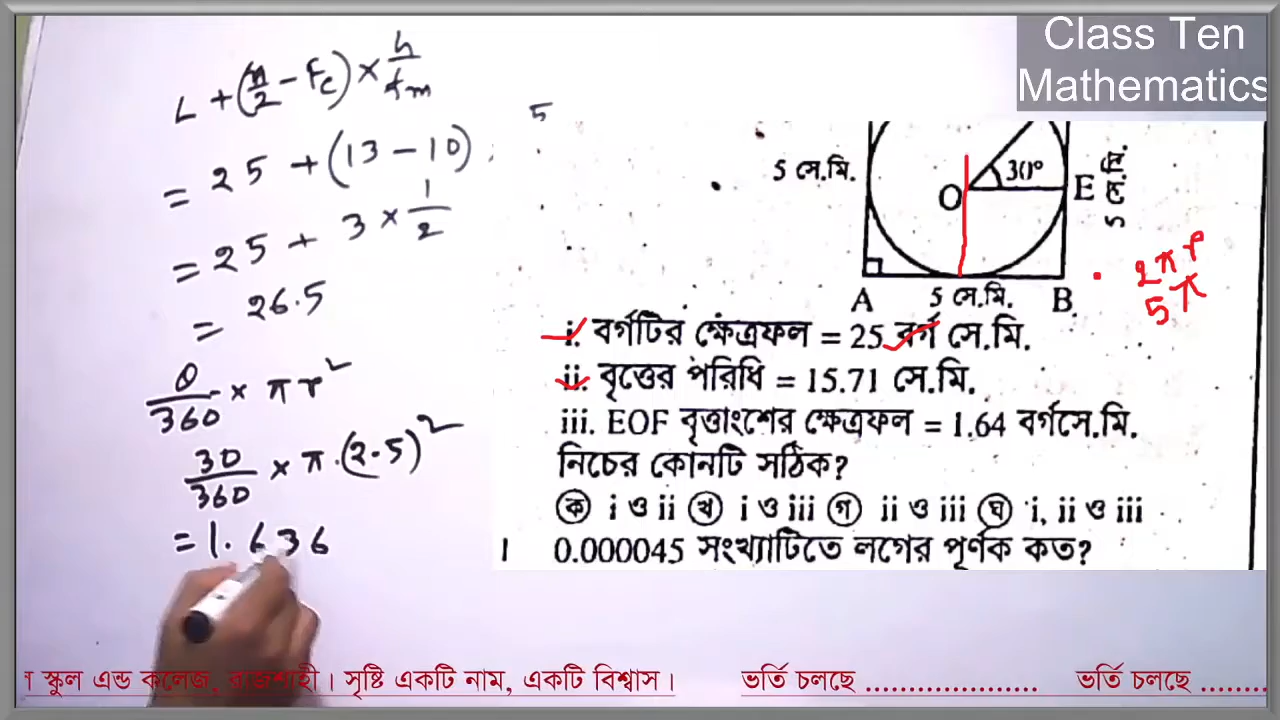 Class Ten
Mathematics
L + (n/2 - Fc) × h/fm
= 25 + (13 - 10)
= 25 + 3 × 1/2
= 26.5
θ/360 × πr²
30/360 × π.(2.5)²
= 1.636
5
5 সে.মি.
30°
O
E
5 সে.মি.
A
5 সে.মি.
B
2πr
5π
i. বর্গটির ক্ষেত্রফল = 25 বর্গ সে.মি.
ii. বৃত্তের পরিধি = 15.71 সে.মি.
iii. EOF বৃত্তাংশের ক্ষেত্রফল = 1.64 বর্গসে.মি.
নিচের কোনটি সঠিক?
ক i ও ii খ i ও iii গ ii ও iii ঘ i, ii ও iii
1 0.000045 সংখ্যাটিতে লগের পূর্ণক কত?
স্কুল এন্ড কলেজ, রাজশাহী। সৃষ্টি একটি নাম, একটি বিশ্বাস। ভর্তি চলছে .................... ভর্তি চলছে .........